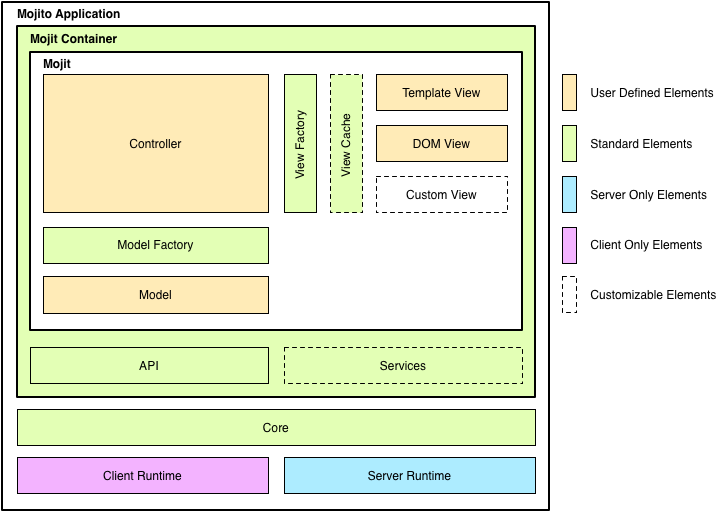 Mojito Application
Mojit Container
Mojit
Controller
View Factory
View Cache
Template View
DOM View
Custom View
Model Factory
Model
API
Services
Core
Client Runtime
Server Runtime
User Defined Elements
Standard Elements
Server Only Elements
Client Only Elements
Customizable Elements